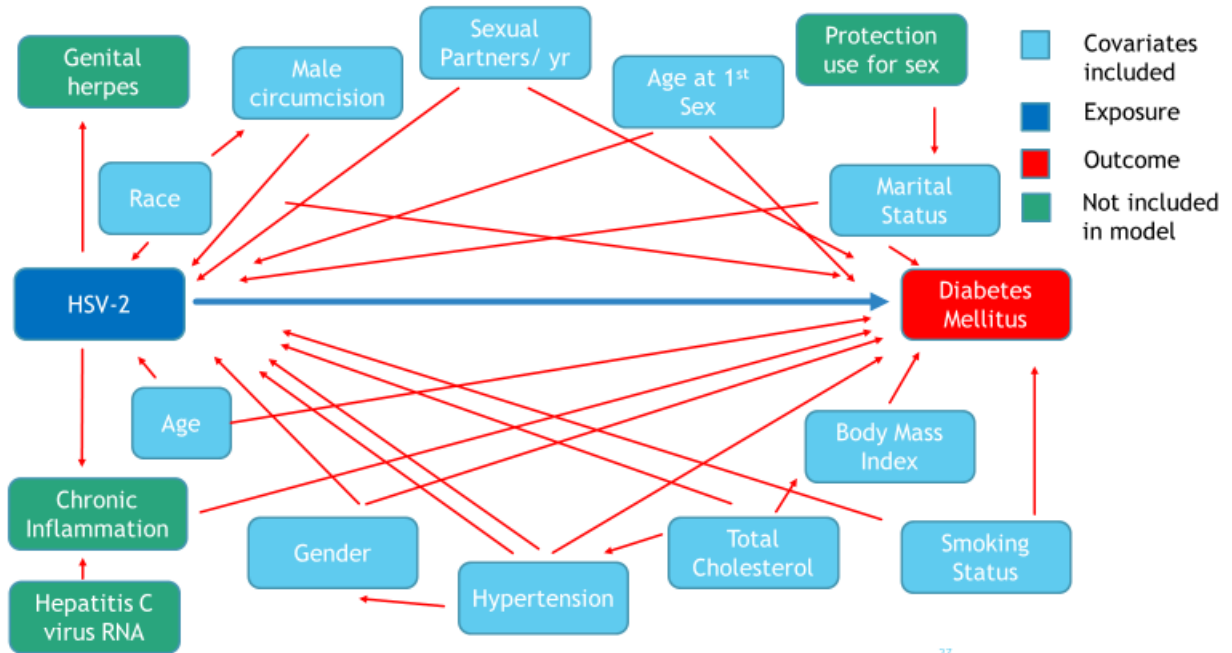 Genital
herpes
Male
circumcision
Sexual
Partners/ yr
Age at 1st
Sex
Protection
use for sex
Covariates
included
Exposure
Outcome
Not included
in model
Race
Marital
Status
HSV-2
Diabetes
Mellitus
Age
Body Mass
Index
Chronic
Inflammation
Gender
Hypertension
Total
Cholesterol
Smoking
Status
Hepatitis C
virus RNA
27